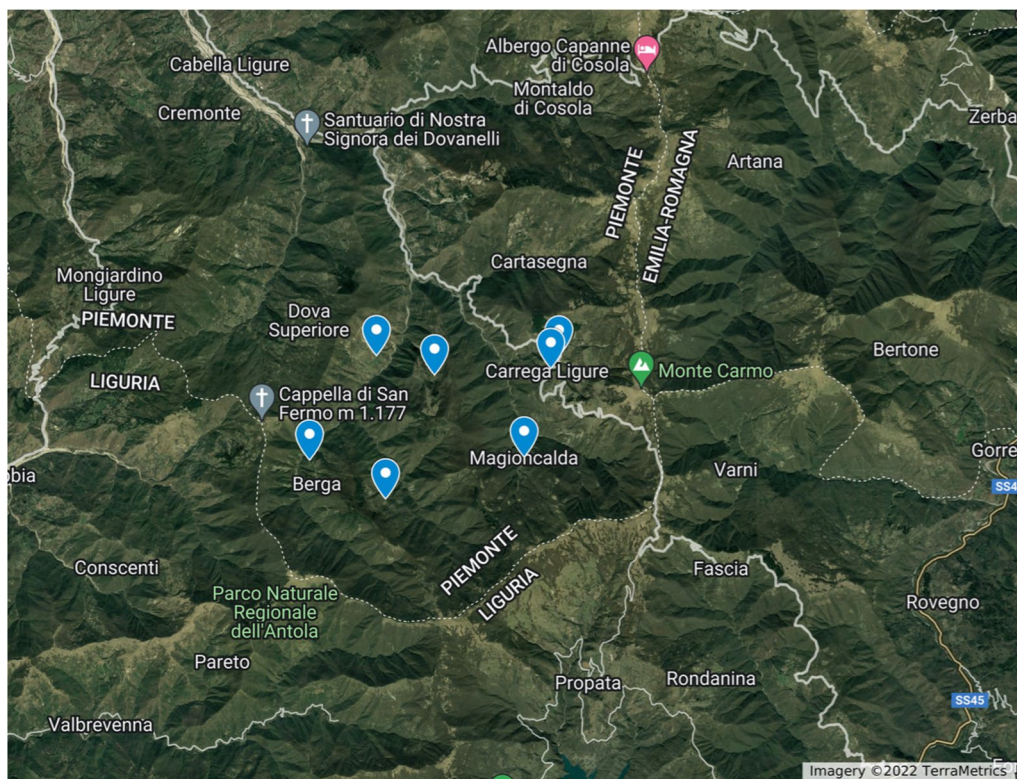 Albergo Capanne
di Cosola
Cabella Ligure
Montaldo
di Cosola
Cremonte
Santuario di Nostra
Signora dei Dovanelli
Zerba
PIEMONTE
EMILIA-ROMAGNA
Artana
Cartasegna
Mongiardino
Ligure
PIEMONTE
Dova
Superiore
Bertone
Carrega Ligure
Monte Carmo
LIGURIA
Cappella di San
Fermo m 1.177
Magioncalda
Gorre
Varni
bia
Berga
SS4
PIEMONTE
LIGURIA
Conscenti
Fascia
Parco Naturale
Regionale
dell'Antola
Rovegno
Pareto
Propata
Rondanina
SS45
Valbrevenna
Imagery ©2022 TerraMetrics